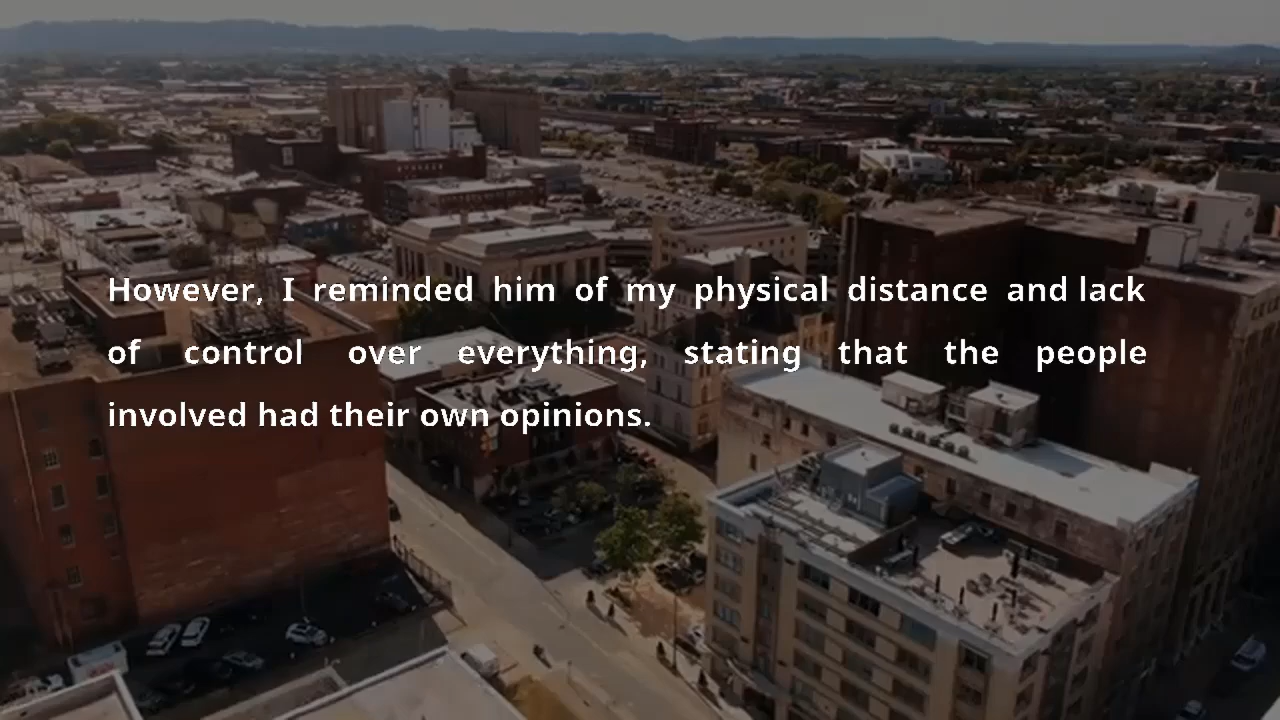 However, I reminded him of my physical distance and lack
of control over everything, stating that the people
involved had their own opinions.